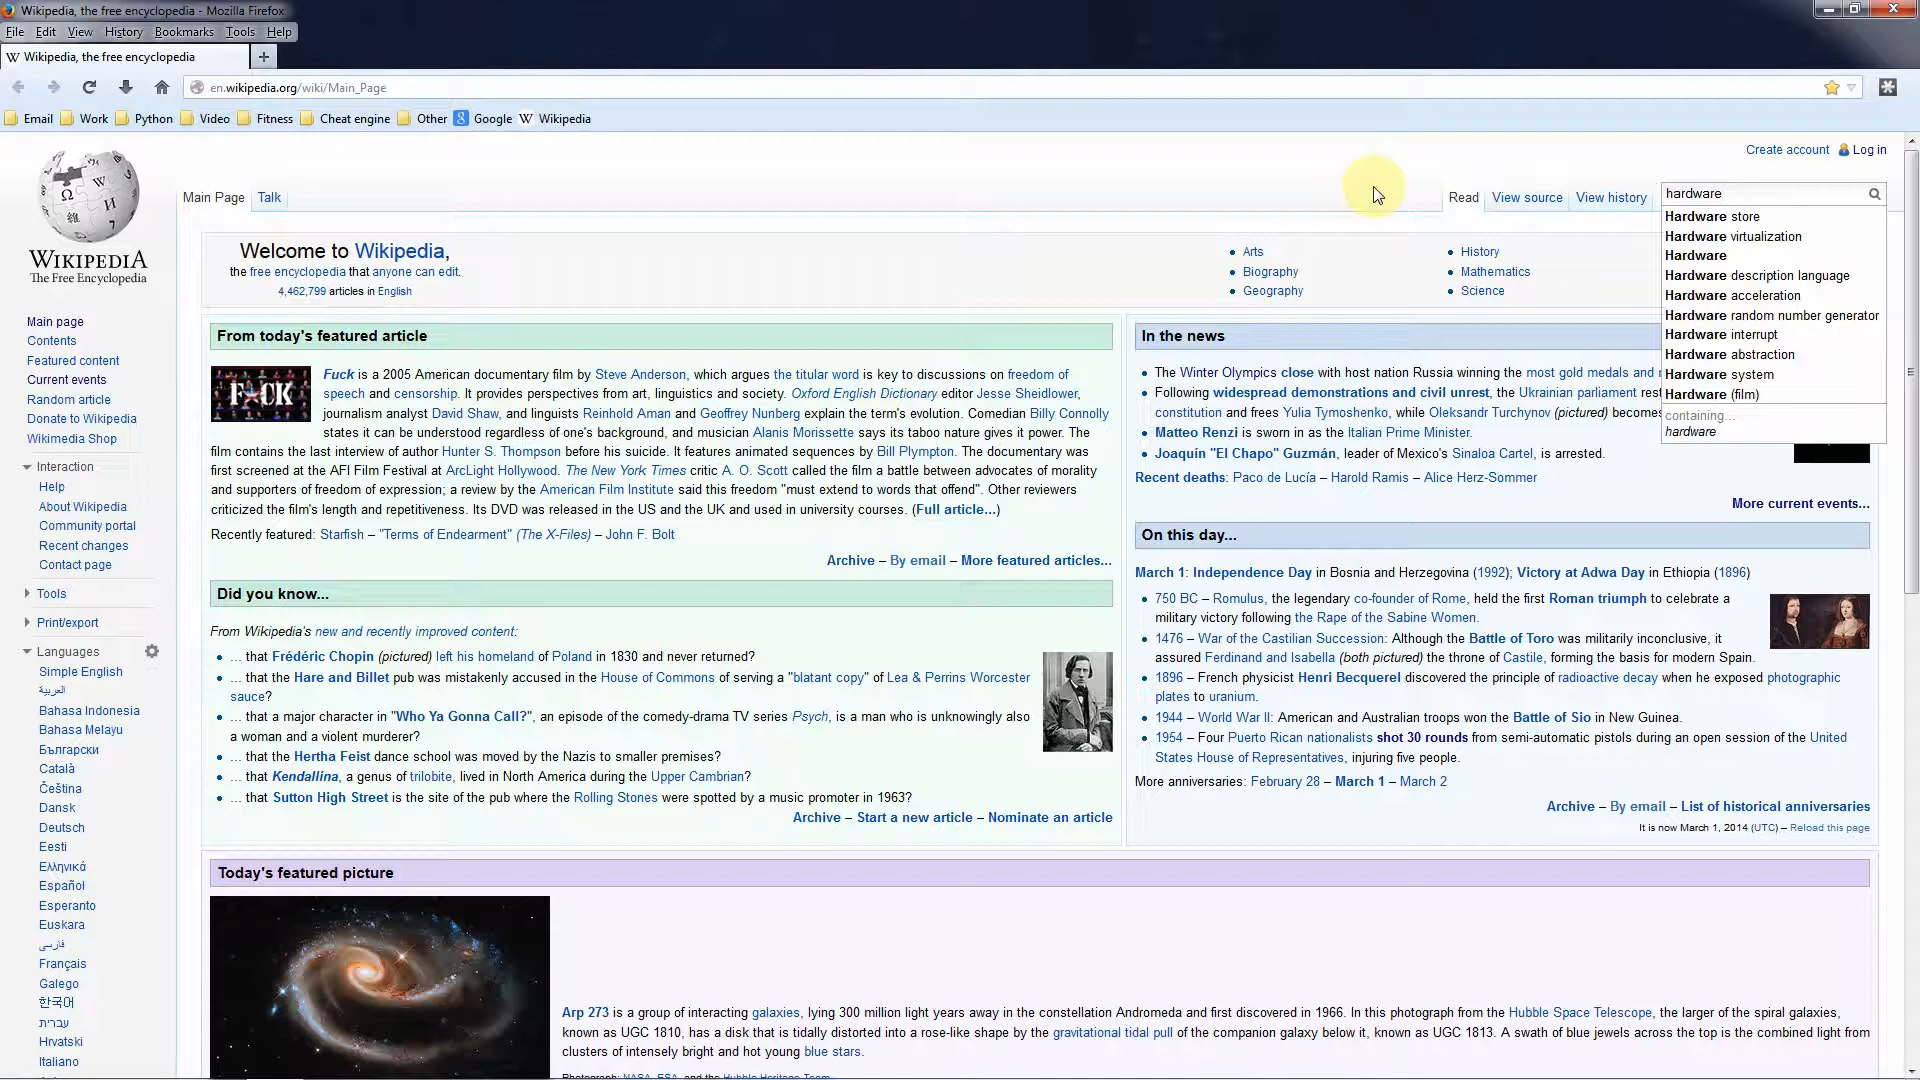 Wikipedia, the free encyclopedia - Mozilla Firefox
File Edit View History Bookmarks Tools Help
W Wikipedia, the free encyclopedia
en.wikipedia.org/wiki/Main_Page
Email Work Python Video Fitness Cheat engine Other Google Wikipedia
Create account Log in
Main Page Talk Read View source View history hardware
WIKIPEDIA
The Free Encyclopedia
Main page
Contents
Featured content
Current events
Random article
Donate to Wikipedia
Wikimedia Shop
Interaction
Help
About Wikipedia
Community portal
Recent changes
Contact page
Tools
Print/export
Languages
Simple English
العربية
Bahasa Indonesia
Bahasa Melayu
Български
Català
Čeština
Dansk
Deutsch
Eesti
Ελληνικά
Español
Esperanto
Euskara
فارسی
Français
Galego
한국어
עברית
Hrvatski
Italiano
Welcome to Wikipedia,
the free encyclopedia that anyone can edit.
4,462,799 articles in English
Arts
Biography
Geography
History
Mathematics
Science
Hardware store
Hardware virtualization
Hardware
Hardware description language
Hardware acceleration
Hardware random number generator
Hardware interrupt
Hardware abstraction
Hardware system
Hardware (film)
containing...
hardware
From today's featured article
Fuck is a 2005 American documentary film by Steve Anderson, which argues the titular word is key to discussions on freedom of
speech and censorship. It provides perspectives from art, linguistics and society. Oxford English Dictionary editor Jesse Sheidlower,
journalism analyst David Shaw, and linguists Reinhold Aman and Geoffrey Nunberg explain the term's evolution. Comedian Billy Connolly
states it can be understood regardless of one's background, and musician Alanis Morissette says its taboo nature gives it power. The
film contains the last interview of author Hunter S. Thompson before his suicide. It features animated sequences by Bill Plympton. The documentary was
first screened at the AFI Film Festival at ArcLight Hollywood. The New York Times critic A. O. Scott called the film a battle between advocates of morality
and supporters of freedom of expression; a review by the American Film Institute said this freedom "must extend to words that offend". Other reviewers
criticized the film's length and repetitiveness. Its DVD was released in the US and the UK and used in university courses. (Full article...)
Recently featured: Starfish – "Terms of Endearment" (The X-Files) – John F. Bolt
Archive – By email – More featured articles...
Did you know...
From Wikipedia's new and recently improved content:
... that Frédéric Chopin (pictured) left his homeland of Poland in 1830 and never returned?
... that the Hare and Billet pub was mistakenly accused in the House of Commons of serving a "blatant copy" of Lea & Perrins Worcester
sauce?
... that a major character in "Who Ya Gonna Call?", an episode of the comedy-drama TV series Psych, is a man who is unknowingly also
a woman and a violent murderer?
... that the Hertha Feist dance school was moved by the Nazis to smaller premises?
... that Kendallina, a genus of trilobite, lived in North America during the Upper Cambrian?
... that Sutton High Street is the site of the pub where the Rolling Stones were spotted by a music promoter in 1963?
Archive – Start a new article – Nominate an article
In the news
The Winter Olympics close with host nation Russia winning the most gold medals and
Following widespread demonstrations and civil unrest, the Ukrainian parliament
constitution and frees Yulia Tymoshenko, while Oleksandr Turchynov (pictured) becomes
Matteo Renzi is sworn in as the Italian Prime Minister.
Joaquín "El Chapo" Guzmán, leader of Mexico's Sinaloa Cartel, is arrested.
Recent deaths: Paco de Lucía – Harold Ramis – Alice Herz-Sommer
More current events...
On this day...
March 1: Independence Day in Bosnia and Herzegovina (1992); Victory at Adwa Day in Ethiopia (1896)
750 BC – Romulus, the legendary co-founder of Rome, held the first Roman triumph to celebrate a
military victory following the Rape of the Sabine Women.
1476 – War of the Castilian Succession: Although the Battle of Toro was militarily inconclusive, it
assured Ferdinand and Isabella (both pictured) the throne of Castile, forming the basis for modern Spain.
1896 – French physicist Henri Becquerel discovered the principle of radioactive decay when he exposed photographic
plates to uranium.
1944 – World War II: American and Australian troops won the Battle of Sio in New Guinea.
1954 – Four Puerto Rican nationalists shot 30 rounds from semi-automatic pistols during an open session of the United
States House of Representatives, injuring five people.
More anniversaries: February 28 – March 1 – March 2
Archive – By email – List of historical anniversaries
It is now March 1, 2014 (UTC) – Reload this page
Today's featured picture
Arp 273 is a group of interacting galaxies, lying 300 million light years away in the constellation Andromeda and first discovered in 1966. In this photograph from the Hubble Space Telescope, the larger of the spiral galaxies,
known as UGC 1810, has a disk that is tidally distorted into a rose-like shape by the gravitational tidal pull of the companion galaxy below it, known as UGC 1813. A swath of blue jewels across the top is the combined light from
clusters of intensely bright and hot young blue stars.
Photograph: NASA, ESA, and the Hubble Heritage Team